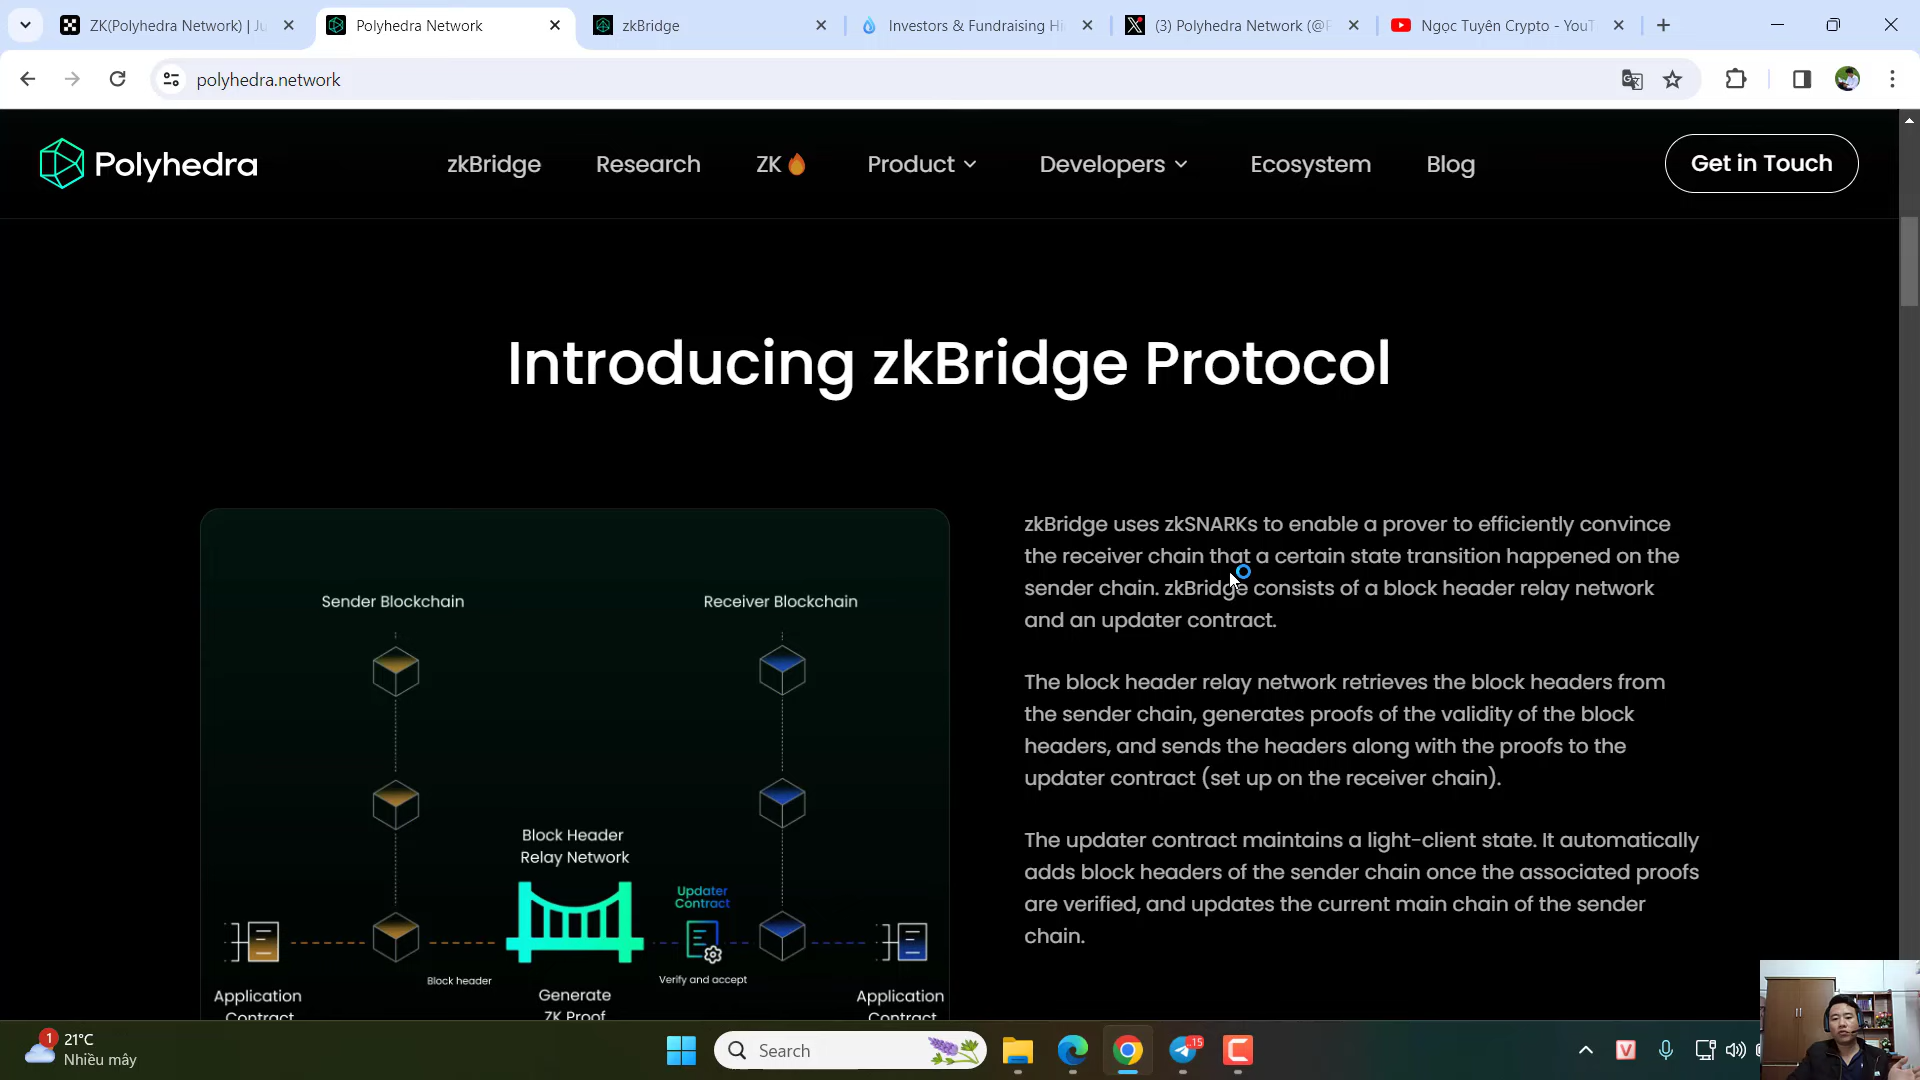 ZK(Polyhedra Network) | Ju
Polyhedra Network
zkBridge
Investors & Fundraising Hi
(3) Polyhedra Network (@P
Ngọc Tuyên Crypto - YouT
polyhedra.network
Polyhedra
zkBridge
Research
ZK
Product
Developers
Ecosystem
Blog
Get in Touch
Introducing zkBridge Protocol
Sender Blockchain
Receiver Blockchain
Block Header
Relay Network
Updater
Contract
Block header
Verify and accept
Application
Contract
Generate
ZK Proof
Application
Contract
zkBridge uses zkSNARKs to enable a prover to efficiently convince
the receiver chain that a certain state transition happened on the
sender chain. zkBridge consists of a block header relay network
and an updater contract.
The block header relay network retrieves the block headers from
the sender chain, generates proofs of the validity of the block
headers, and sends the headers along with the proofs to the
updater contract (set up on the receiver chain).
The updater contract maintains a light-client state. It automatically
adds block headers of the sender chain once the associated proofs
are verified, and updates the current main chain of the sender
chain.
1
21°C
Nhiều mây
Search
15
V